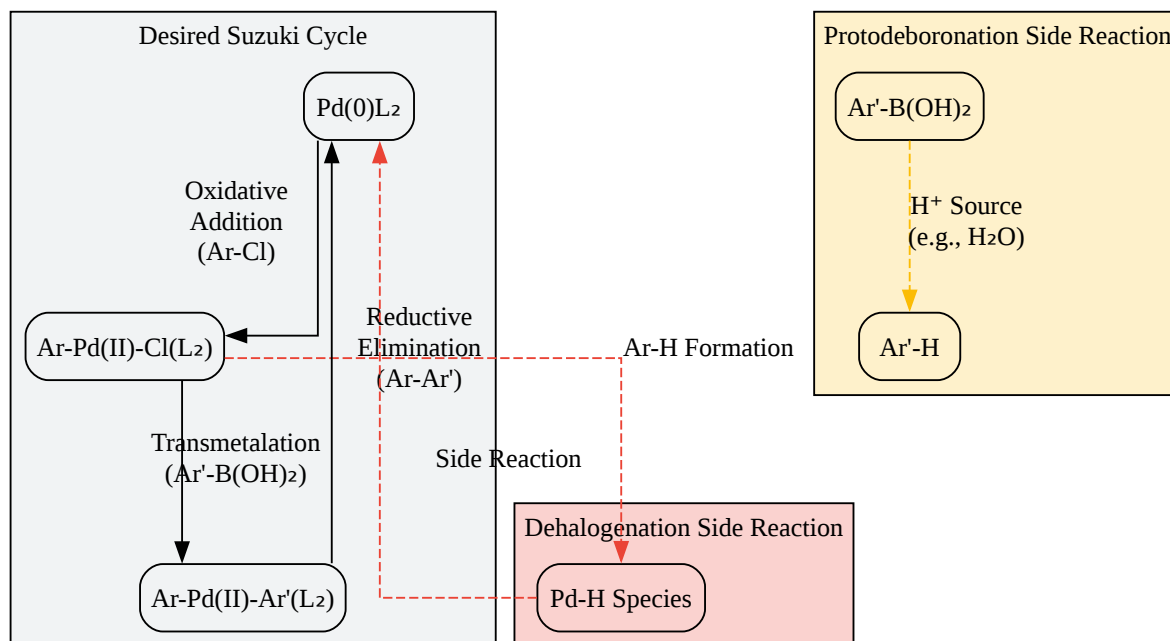 Desired Suzuki Cycle
Pd(0)L₂
Oxidative
Addition
(Ar-Cl)
Ar-Pd(II)-Cl(L₂)
Reductive
Elimination
(Ar-Ar')
Transmetalation
(Ar'-B(OH)₂)
Ar-Pd(II)-Ar'(L₂)
Ar-H Formation
Side Reaction
Dehalogenation Side Reaction
Pd-H Species
Protodeboronation Side Reaction
Ar'-B(OH)₂
H⁺ Source
(e.g., H₂O)
Ar'-H